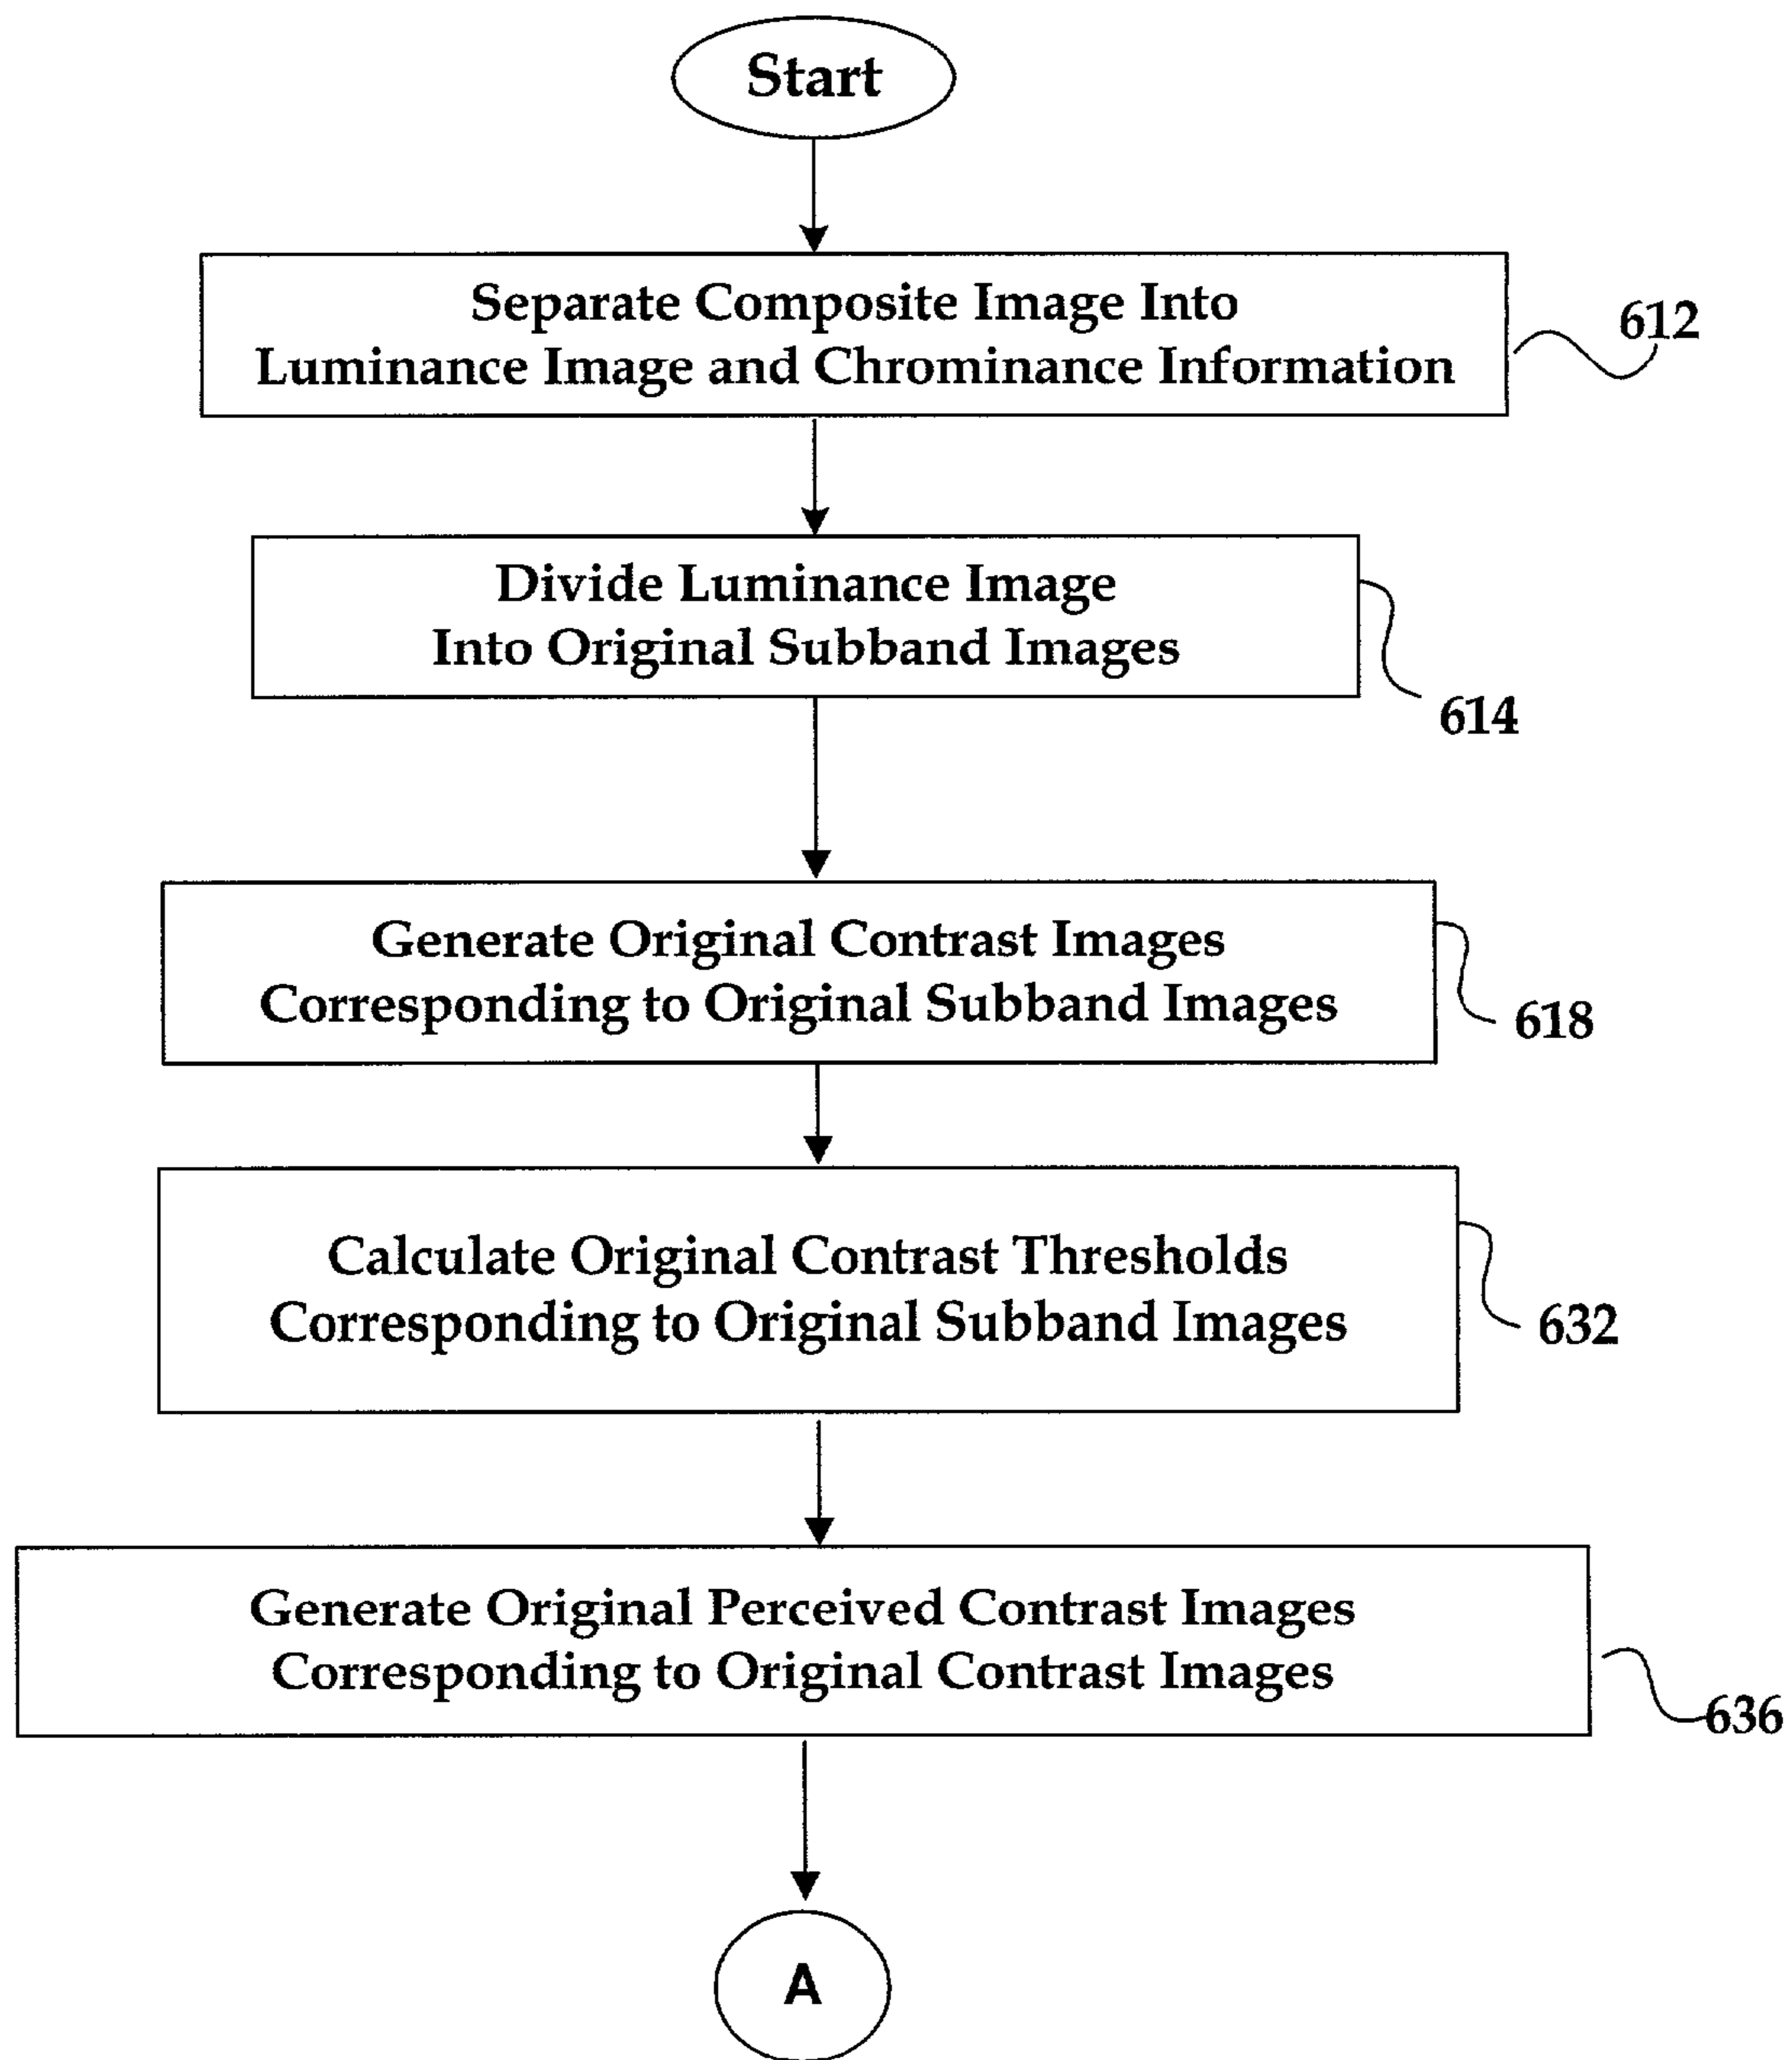 Start
Separate Composite Image Into
Luminance Image and Chrominance Information
612
Divide Luminance Image
Into Original Subband Images
614
Generate Original Contrast Images
Corresponding to Original Subband Images
618
Calculate Original Contrast Thresholds
Corresponding to Original Subband Images
632
Generate Original Perceived Contrast Images
Corresponding to Original Contrast Images
636
A